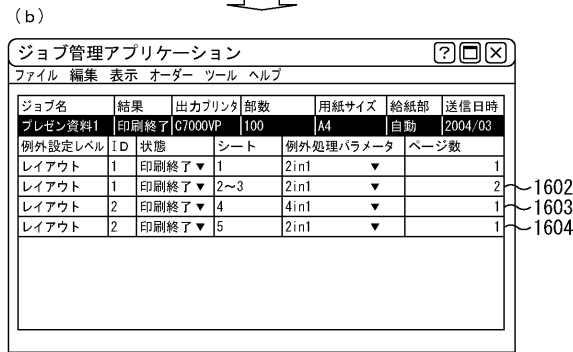 (b)
ジョブ管理アプリケーション
ファイル 編集 表示 オーダー ツール ヘルプ
ジョブ名 結果 出力プリンタ 部数 用紙サイズ 給紙部 送信日時
プレゼン資料1 印刷終了 C7000VP 100 A4 自動 2004/03
例外設定レベル ID 状態 シート 例外処理パラメータ ページ数
レイアウト 1 印刷終了▼ 1 2in1 ▼ 1
レイアウト 1 印刷終了▼ 2～3 2in1 ▼ 2 1602
レイアウト 2 印刷終了▼ 4 4in1 ▼ 1 1603
レイアウト 2 印刷終了▼ 5 2in1 ▼ 1 1604